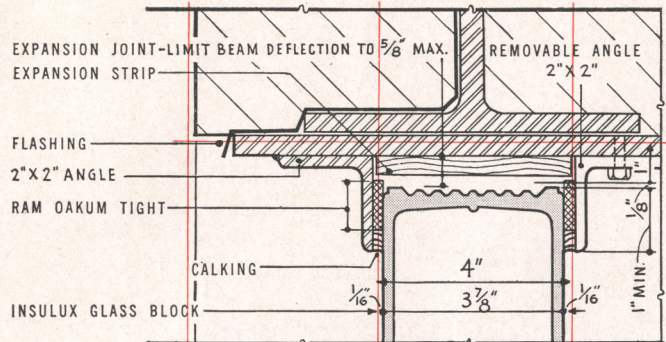 EXPANSION JOINT-LIMIT BEAM DEFLECTION TO 5/8" MAX.
REMOVABLE ANGLE
2" X 2"
EXPANSION STRIP
FLASHING
2"X2" ANGLE
RAM OAKUM TIGHT
CALKING
INSULUX GLASS BLOCK
4"
1/16"
3 7/8"
1/16"
1"
1/8"
1" MIN.